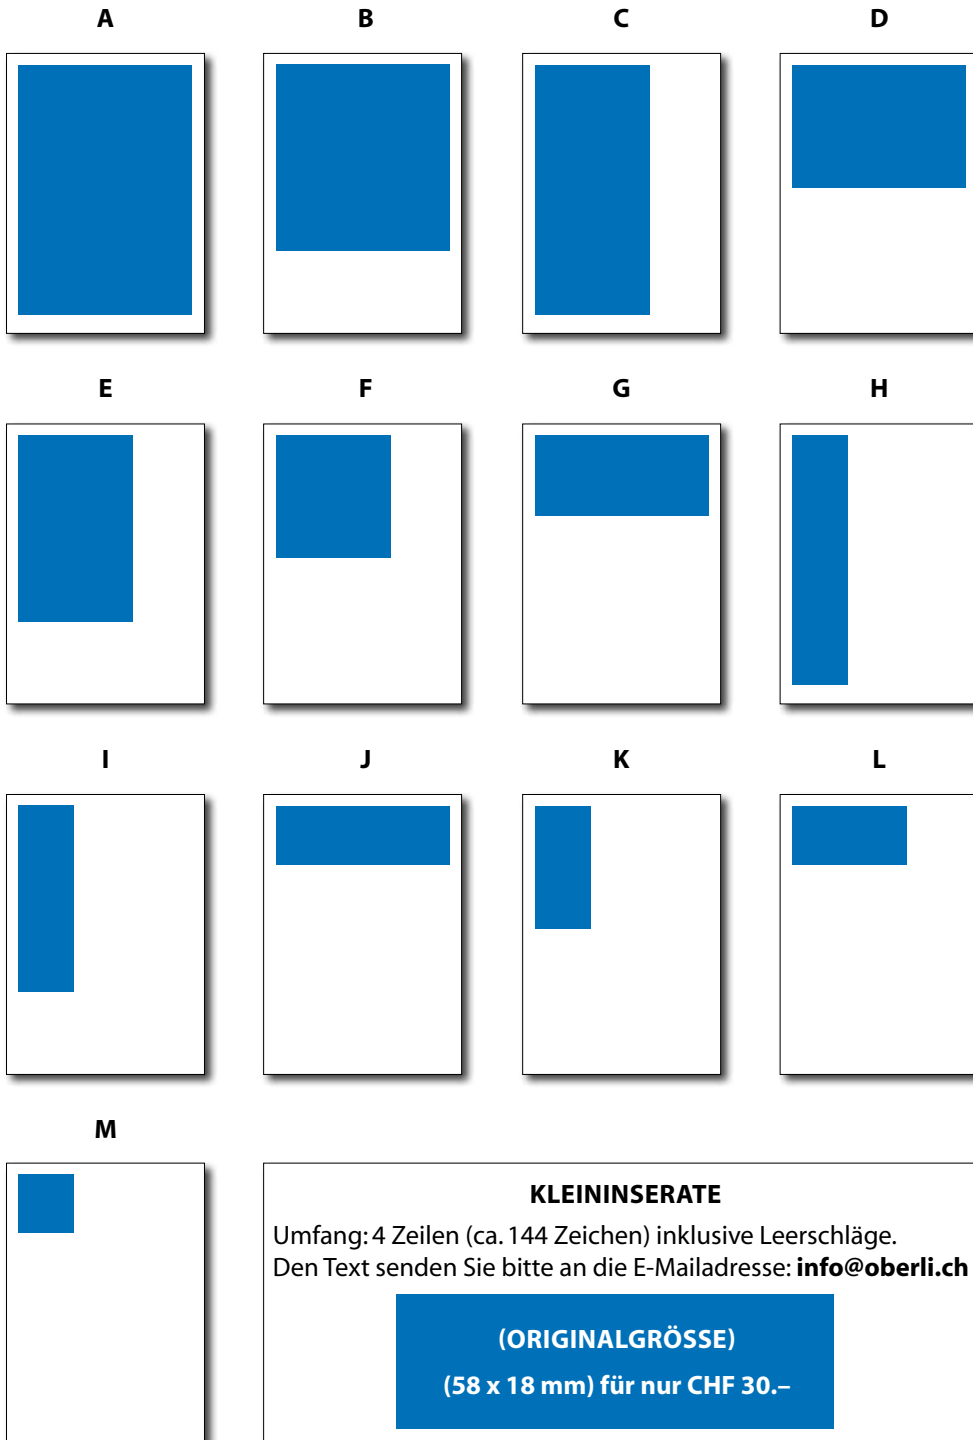 A B C D
E F G H
I J K L
M
KLEININSERATE
Umfang: 4 Zeilen (ca. 144 Zeichen) inklusive Leerschläge.
Den Text senden Sie bitte an die E-Mailadresse: info@oberli.ch
(ORIGINALGRÖSSE)
(58 x 18 mm) für nur CHF 30.–